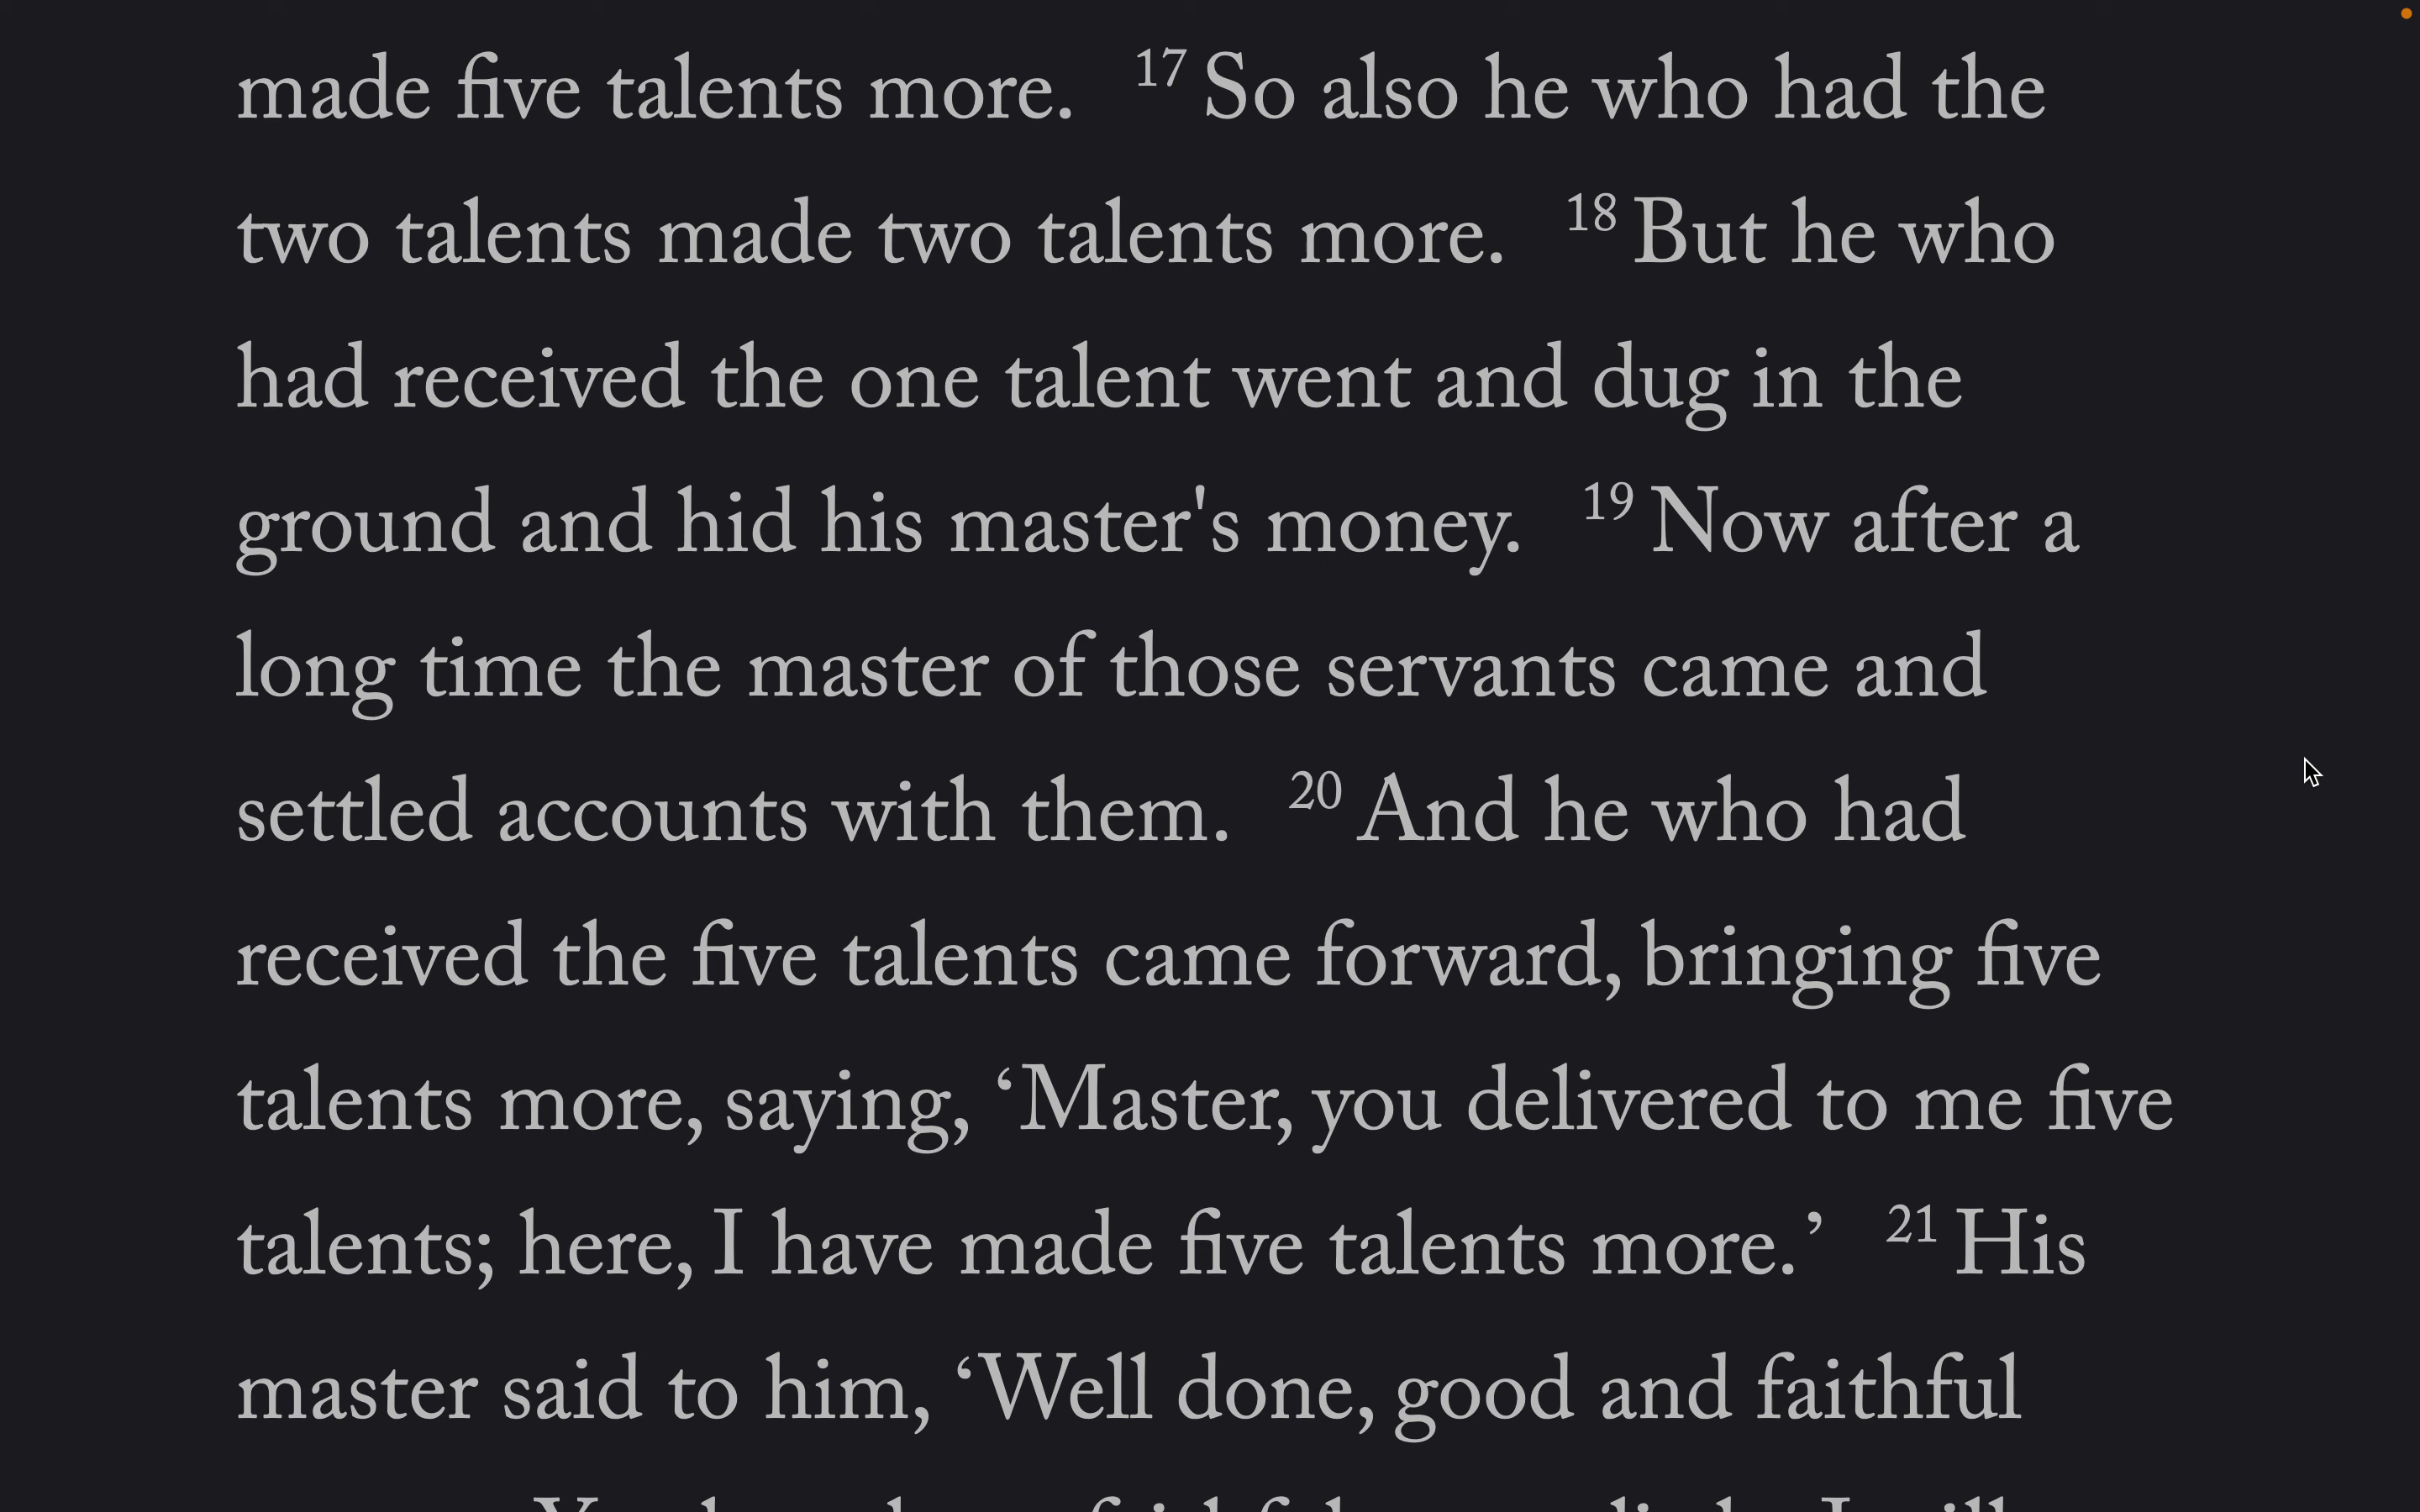 made five talents more. 17 So also he who had the
two talents made two talents more. 18 But he who
had received the one talent went and dug in the
ground and hid his master's money. 19 Now after a
long time the master of those servants came and
settled accounts with them. 20 And he who had
received the five talents came forward, bringing five
talents more, saying, ‘Master, you delivered to me five
talents; here, I have made five talents more.’ 21 His
master said to him, ‘Well done, good and faithful